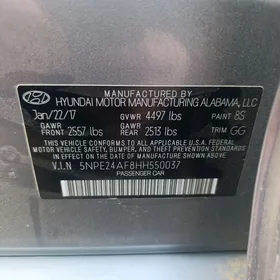 HYUNDAI MOTOR MANUFACTURING ALABAMA, LLC
Jan/22/17 GVWR 4497 lbs PAINT 8S
GAWR FRONT 2557 lbs GAWR REAR 2513 lbs TRIM GG
THIS VEHICLE CONFORMS TO ALL APPLICABLE
FEDERAL MOTOR VEHICLE SAFETY, BUMPER, AND
THEFT PREVENTION STANDARDS IN EFFECT ON
THE DATE OF MANUFACTURE SHOWN ABOVE.
V.I.N 5NPE24AF8HH550037
PASSENGER CAR